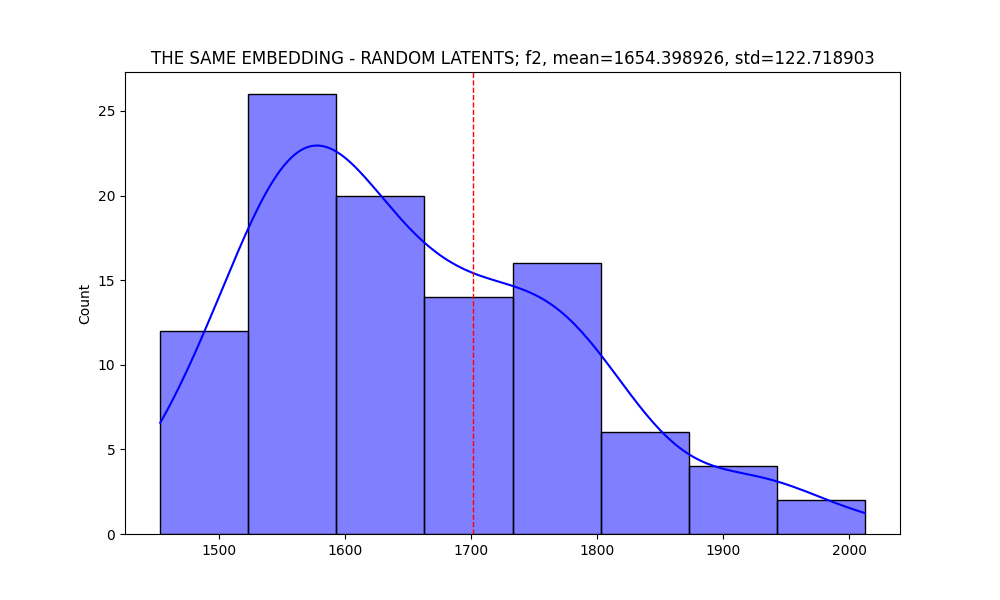 THE SAME EMBEDDING - RANDOM LATENTS; f2, mean=1654.398926, std=122.718903
25
20
15
10
5
0
Count
1500 1600 1700 1800 1900 2000